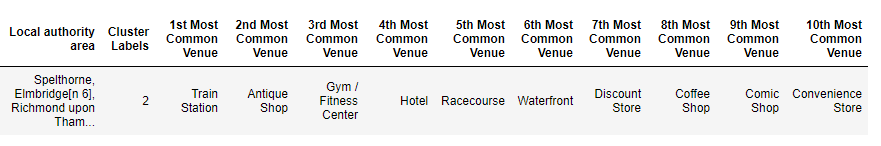 Local authority area Cluster Labels 1st Most Common Venue 2nd Most Common Venue 3rd Most Common Venue 4th Most Common Venue 5th Most Common Venue 6th Most Common Venue 7th Most Common Venue 8th Most Common Venue 9th Most Common Venue 10th Most Common Venue
Spelthorne, Elmbridge[n 6], Richmond upon Tham... 2 Train Station Antique Shop Gym / Fitness Center Hotel Racecourse Waterfront Discount Store Coffee Shop Comic Shop Convenience Store